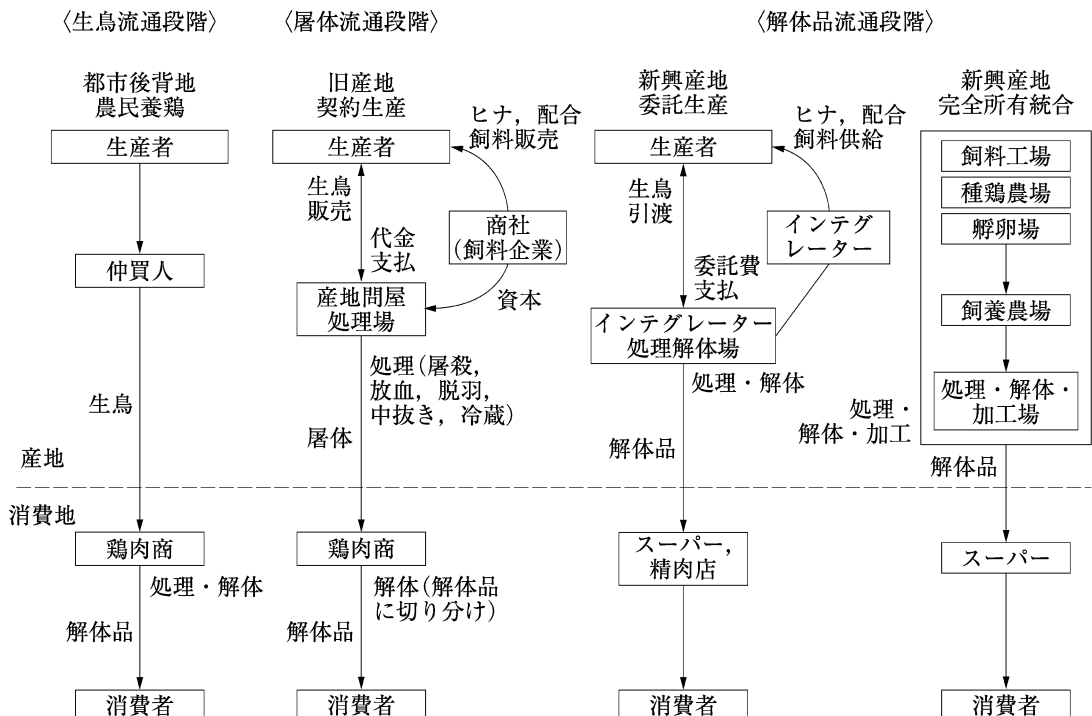 〈生鳥流通段階〉
〈屠体流通段階〉
〈解体品流通段階〉
都市後背地
農民養鶏
生産者
仲買人
生鳥
産地
消費地
鶏肉商
処理・解体
解体品
消費者
旧産地
契約生産
生産者
ヒナ，配合
飼料販売
生鳥
販売
代金
支払
商社
(飼料企業)
資本
産地問屋
処理場
処理(屠殺，
放血，脱羽，
中抜き，冷蔵)
屠体
鶏肉商
解体(解体品
に切り分け)
解体品
消費者
新興産地
委託生産
生産者
ヒナ，配合
飼料供給
生鳥
引渡
委託費
支払
インテグ
レーター
インテグレーター
処理解体場
処理・解体
解体品
スーパー，
精肉店
消費者
新興産地
完全所有統合
飼料工場
種鶏農場
孵卵場
飼養農場
処理・解体・
加工場
処理・
解体・加工
解体品
スーパー
消費者